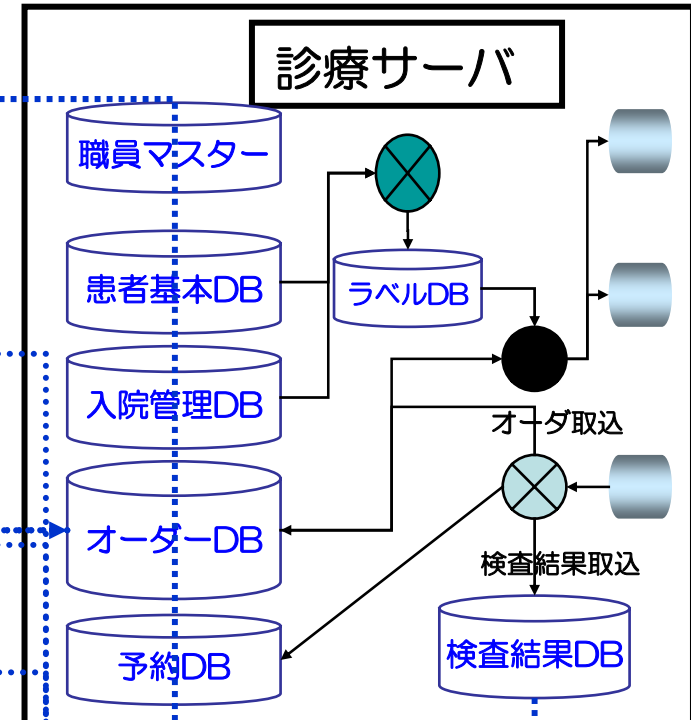 診療サーバ
職員マスター
患者基本DB
ラベルDB
入院管理DB
オーダ取込
オーダーDB
検査結果取込
予約DB
検査結果DB